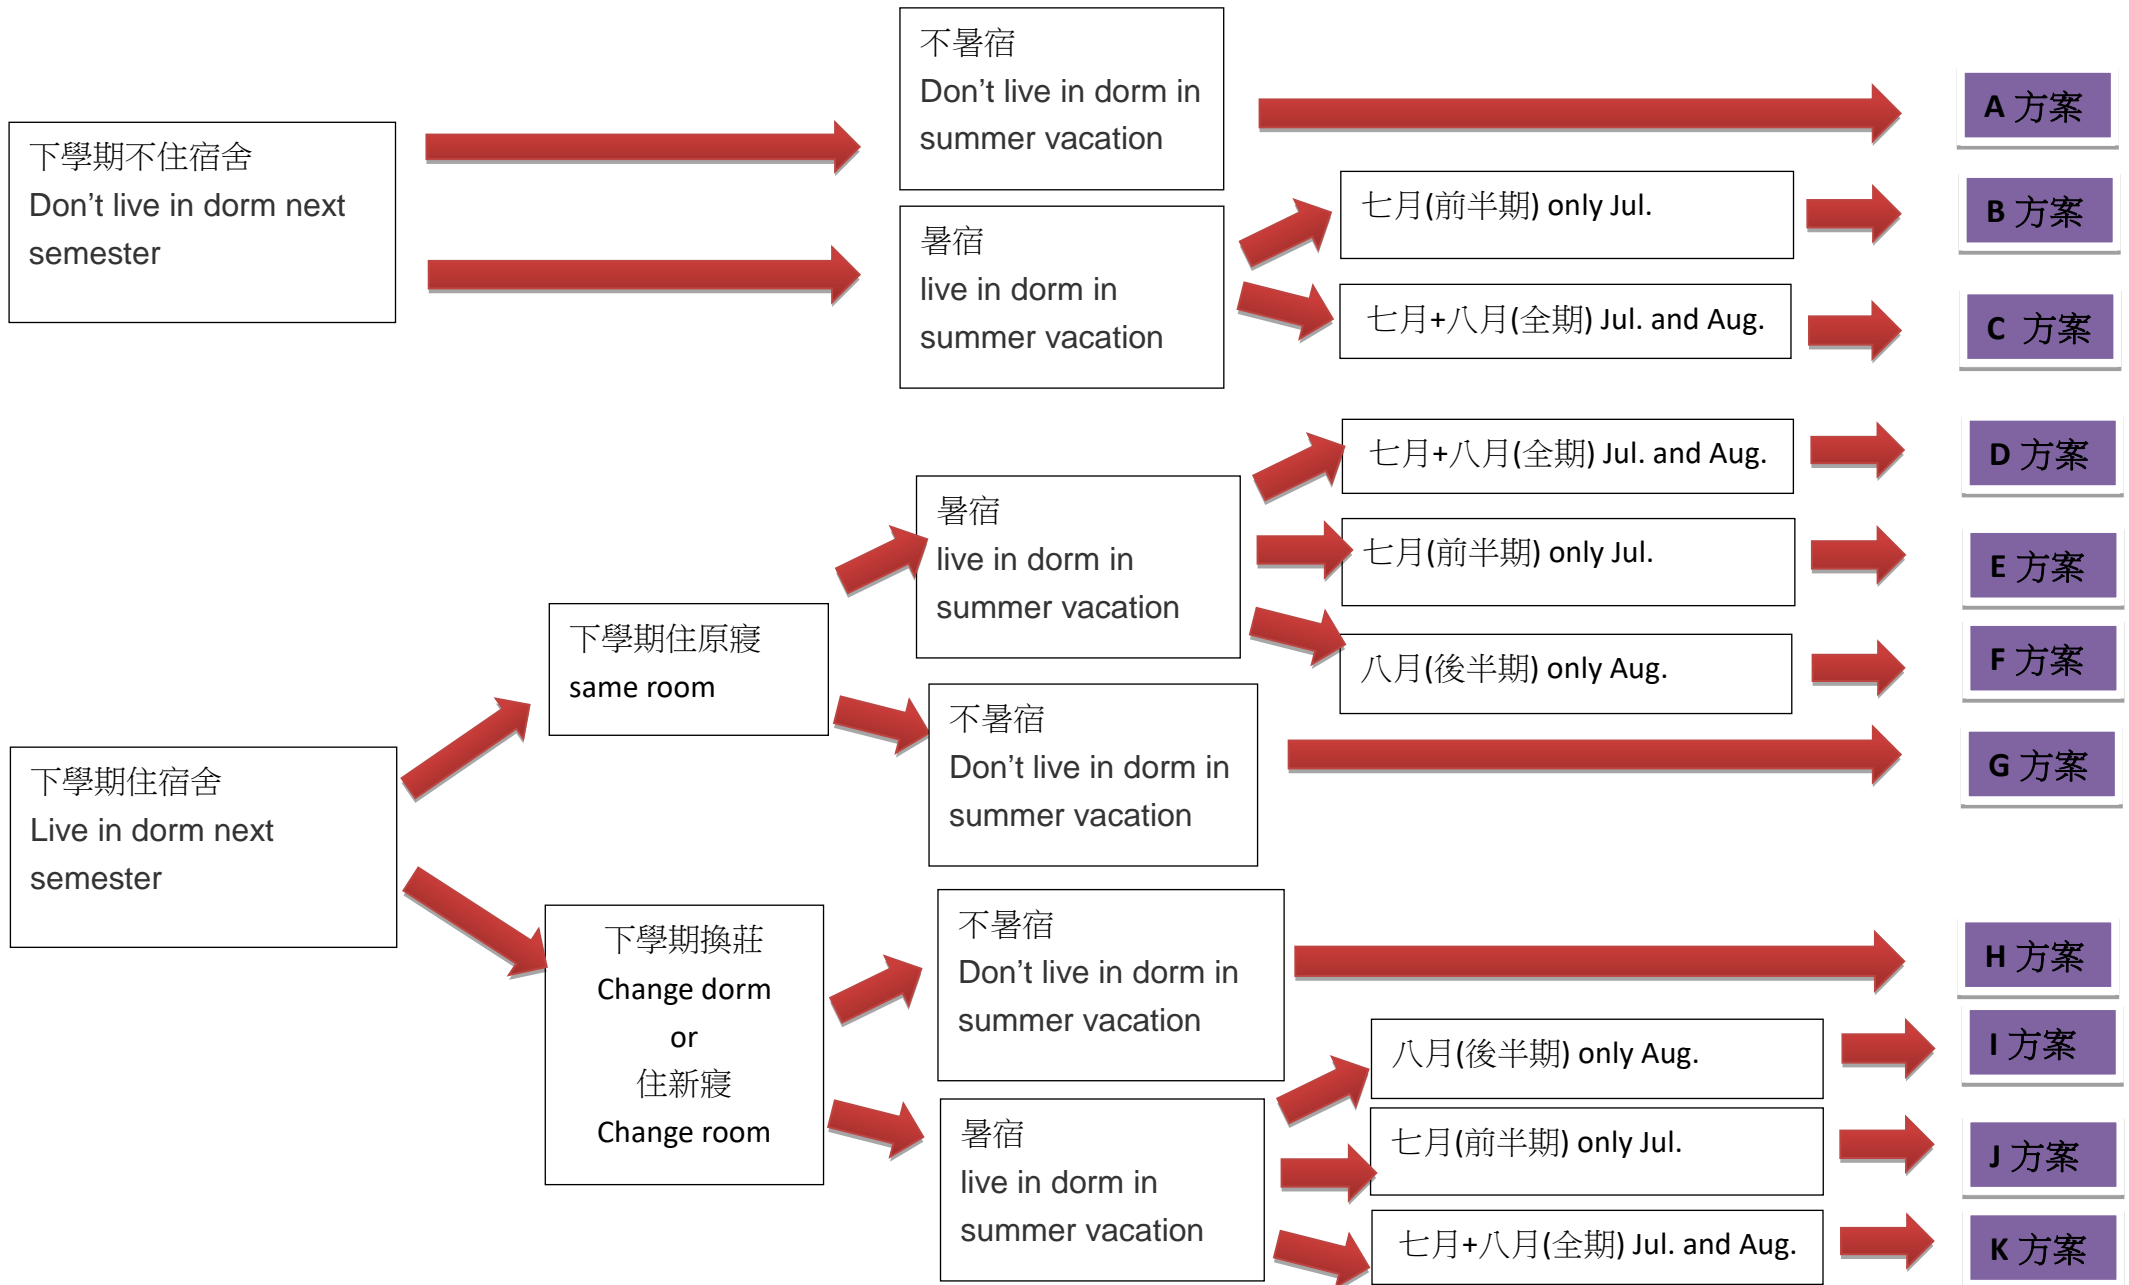 下學期不住宿舍
Don't live in dorm next
semester
不暑宿
Don't live in dorm in
summer vacation
A 方案
暑宿
live in dorm in
summer vacation
七月(前半期) only Jul.
B 方案
七月+八月(全期) Jul. and Aug.
C 方案
下學期住宿舍
Live in dorm next
semester
下學期住原寢
same room
暑宿
live in dorm in
summer vacation
七月+八月(全期) Jul. and Aug.
D 方案
七月(前半期) only Jul.
E 方案
八月(後半期) only Aug.
F 方案
不暑宿
Don't live in dorm in
summer vacation
G 方案
下學期換莊
Change dorm
or
住新寢
Change room
不暑宿
Don't live in dorm in
summer vacation
H 方案
暑宿
live in dorm in
summer vacation
八月(後半期) only Aug.
I 方案
七月(前半期) only Jul.
J 方案
七月+八月(全期) Jul. and Aug.
K 方案